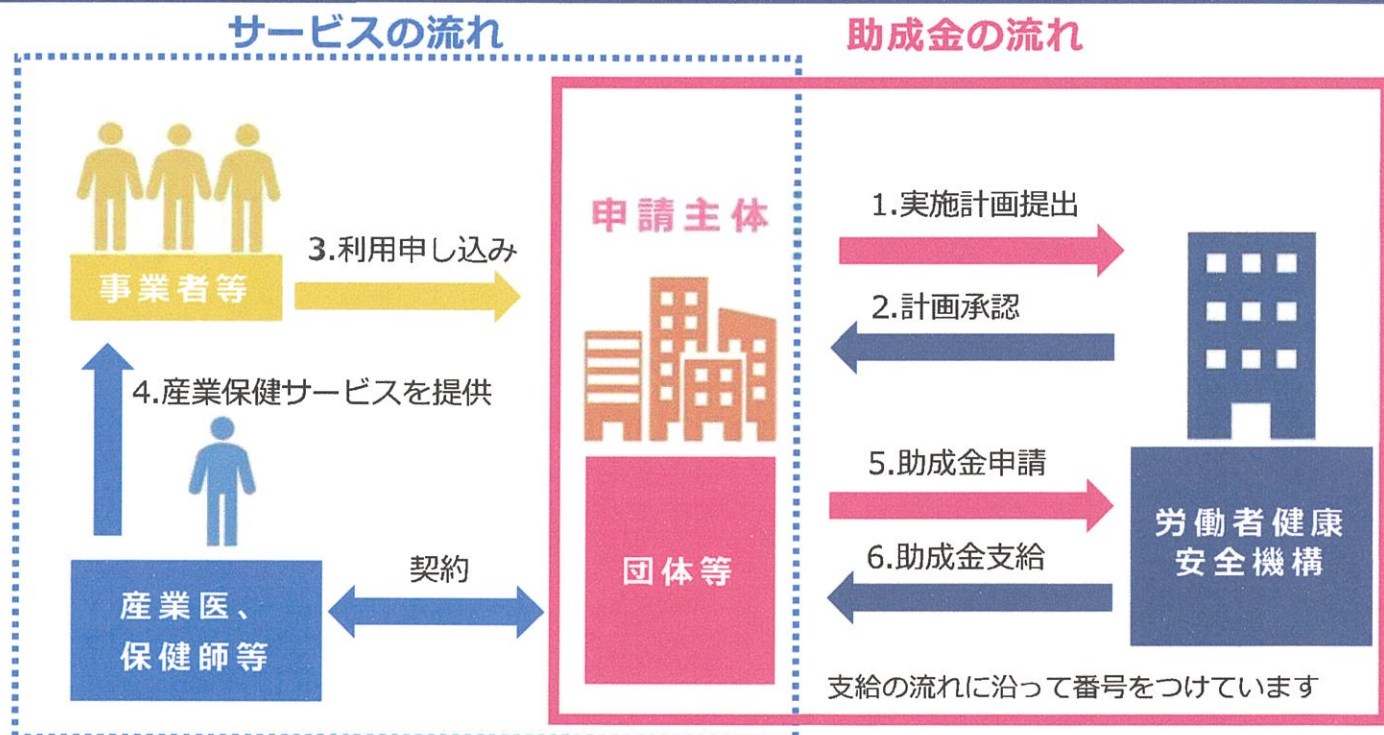 サービスの流れ
助成金の流れ
事業者等
3.利用申し込み
4.産業保健サービスを提供
産業医、
保健師等
契約
申請主体
団体等
1.実施計画提出
2.計画承認
5.助成金申請
6.助成金支給
労働者健康
安全機構
支給の流れに沿って番号をつけています